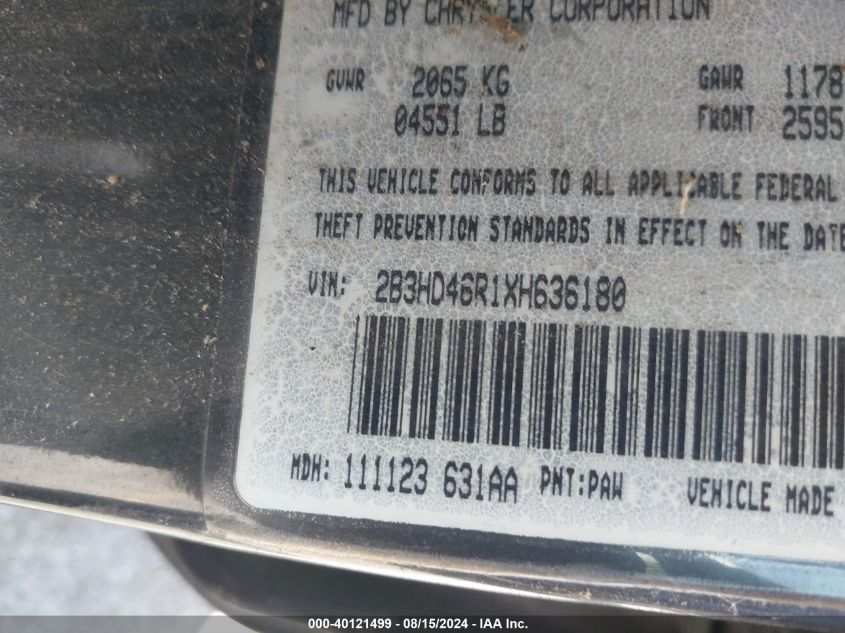 MFD BY CHRYSLER CORPORATION
GVWR 2065 KG GAWR 1178
04551 LB FRONT 2595
THIS VEHICLE CONFORMS TO ALL APPLICABLE FEDERAL
THEFT PREVENTION STANDARDS IN EFFECT ON THE DATE
VIN: 2B3HD46R1XH636180
MDH: 111123 631AA PNT:PAW VEHICLE MADE
000-40121499 - 08/15/2024 - IAA Inc.